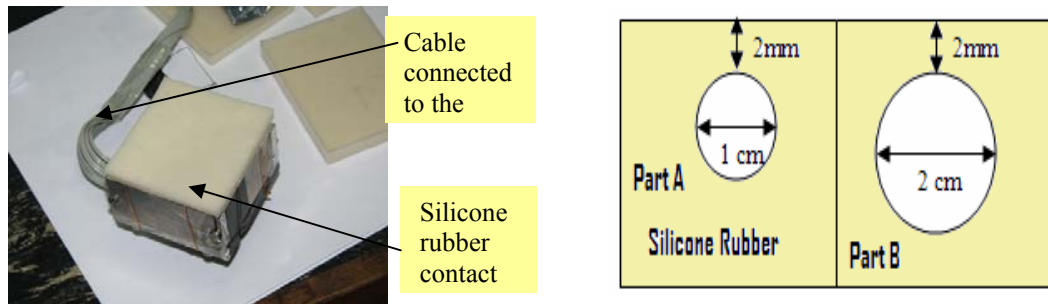 Cable
connected
to the
Silicone
rubber
contact
2mm
1 cm
Part A
Silicone Rubber
2mm
2 cm
Part B